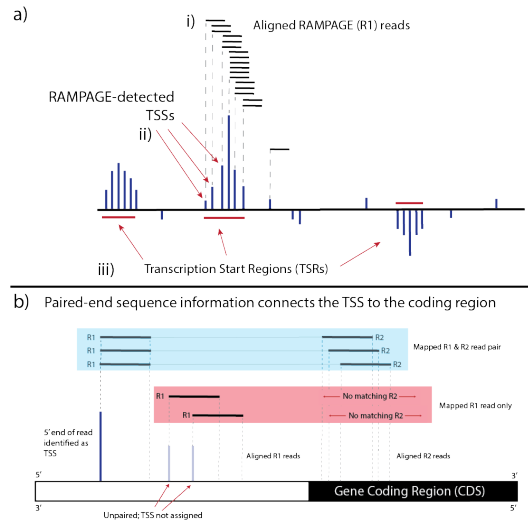 a)
i)
Aligned RAMPAGE (R1) reads
RAMPAGE-detected
TSSs
ii)
iii)
Transcription Start Regions (TSRs)
b)
Paired-end sequence information connects the TSS to the coding region
R1
R2
R1
R2
Mapped R1 & R2 read pair
R1
R2
R1
No matching R2
Mapped R1 read only
R1
No matching R2
5’ end of read
identified as
TSS
Aligned R1 reads
Aligned R2 reads
5’
3’
Gene Coding Region (CDS)
3’
5’
Unpaired; TSS not assigned